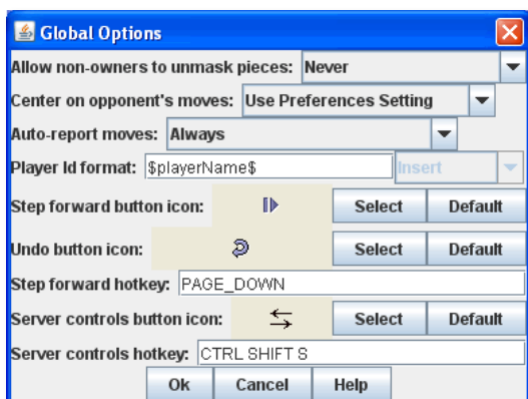 Global Options
Allow non-owners to unmask pieces: Never
Center on opponent's moves: Use Preferences Setting
Auto-report moves: Always
Player Id format: $playerName$ Insert
Step forward button icon: Select Default
Undo button icon: Select Default
Step forward hotkey: PAGE_DOWN
Server controls button icon: Select Default
Server controls hotkey: CTRL SHIFT S
Ok Cancel Help